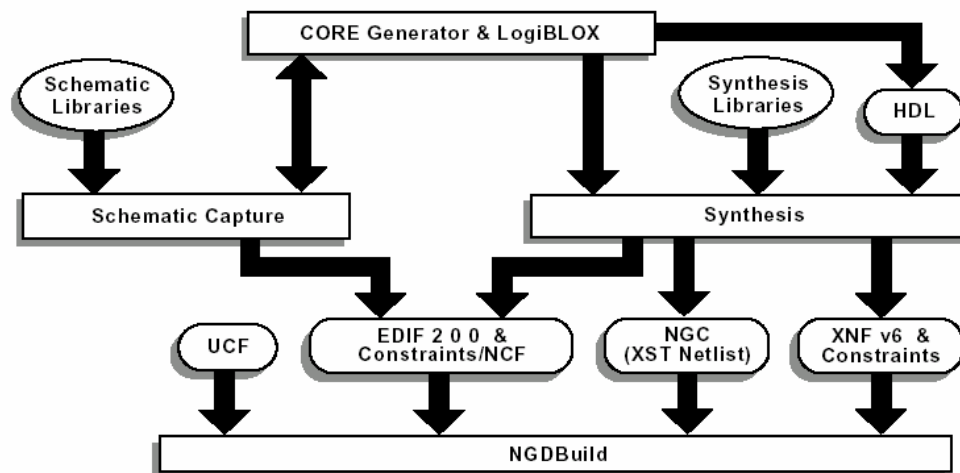 CORE Generator & LogiBLOX
Schematic
Libraries
Synthesis
Libraries
HDL
Schematic Capture
Synthesis
UCF
EDIF 2 0 0 &
Constraints/NCF
NGC
(XST Netlist)
XNF v6 &
Constraints
NGDBuild